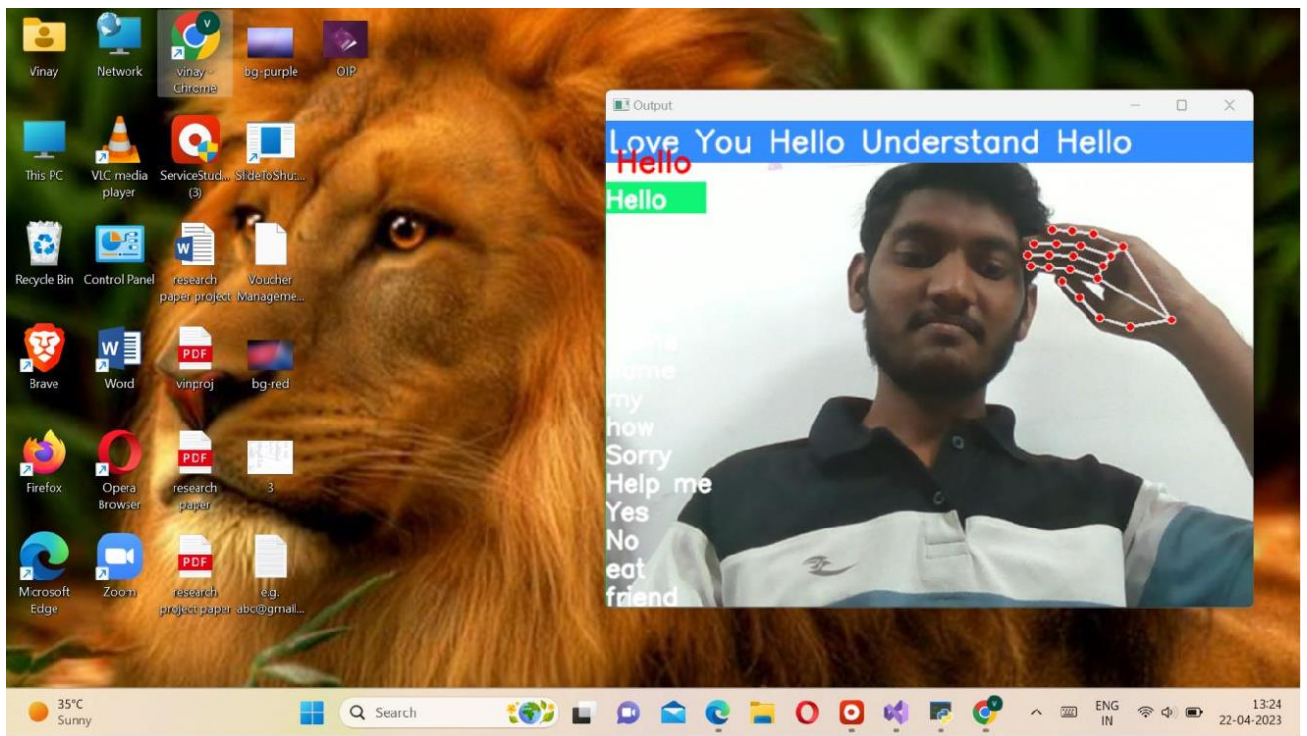 Vinay
Network
vinay - Chrome
bg-purple
OIP
This PC
VLC media player
ServiceStud... (3)
SlideToShu...
Recycle Bin
Control Panel
research paper project
Voucher Manageme...
Brave
Word
PDF
vinproj
bg-red
Firefox
Opera Browser
PDF
research paper
3
Microsoft Edge
Zoom
PDF
research project paper
e.g. abc@gmail...
Output
Love You Hello Understand Hello
Hello
Hello
my
how
Sorry
Help me
Yes
No
eat
friend
35°C
Sunny
Search
ENG
IN
13:24
22-04-2023